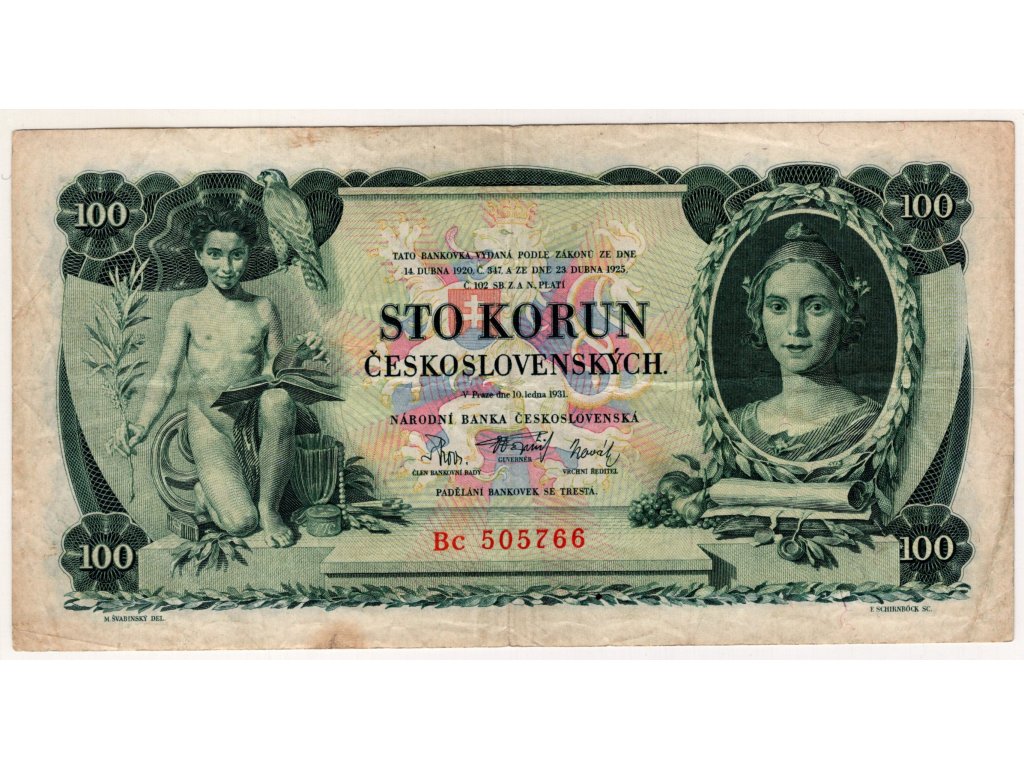 100
100
TATO BANKOVKA VYDANÁ PODLE ZÁKONŮ ZE DNE
14. DUBNA 1920, Č. 347. A ZE DNE 23. DUBNA 1925,
Č. 102 SB. Z. A N., PLATÍ
STO KORUN
ČESKOSLOVENSKÝCH.
V Praze dne 10. ledna 1931.
NÁRODNÍ BANKA ČESKOSLOVENSKÁ
ČLEN BANKOVNÍ RADY
GUVERNÉR
VRCHNÍ ŘEDITEL
PADĚLÁNÍ BANKOVEK SE TRESTÁ.
Bc 505766
100
100
M. ŠVABINSKÝ DEL.
F. SCHIRNBÖCK SC.